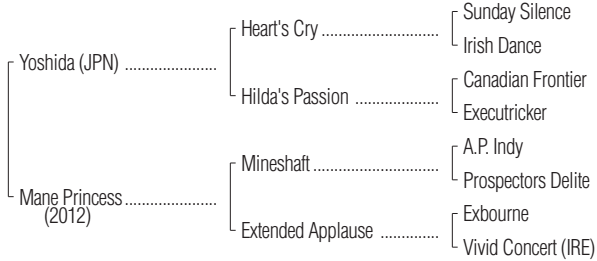 Sunday Silence
Heart's Cry
Irish Dance
Yoshida (JPN)
Canadian Frontier
Hilda's Passion
Executricker
A.P. Indy
Mineshaft
Prospectors Delite
Mane Princess
(2012)
Exbourne
Extended Applause
Vivid Concert (IRE)